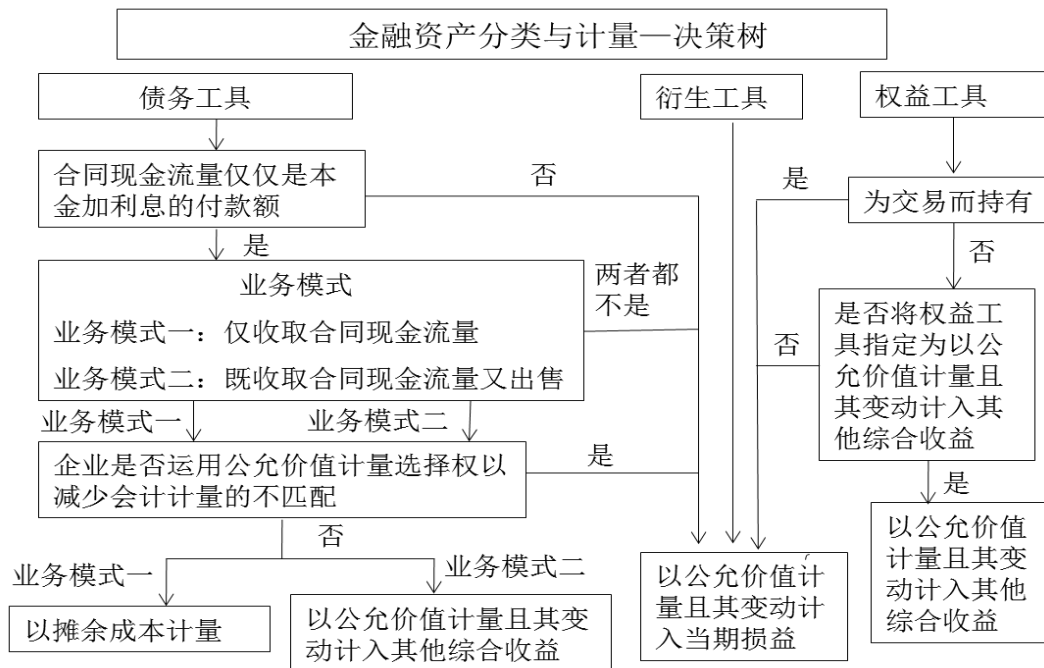 金融资产分类与计量—决策树
债务工具
衍生工具
权益工具
合同现金流量仅仅是本
金加利息的付款额
否
是
为交易而持有
是
否
业务模式
业务模式一：仅收取合同现金流量
业务模式二：既收取合同现金流量又出售
两者都
不是
否
是否将权益工
具指定为以公
允价值计量且
其变动计入其
他综合收益
业务模式一
业务模式二
企业是否运用公允价值计量选择权以
减少会计计量的不匹配
是
是
否
业务模式一
业务模式二
以摊余成本计量
以公允价值计量且其变
动计入其他综合收益
以公允价值计
量且其变动计
入当期损益
以公允价值
计量且其变
动计入其他
综合收益